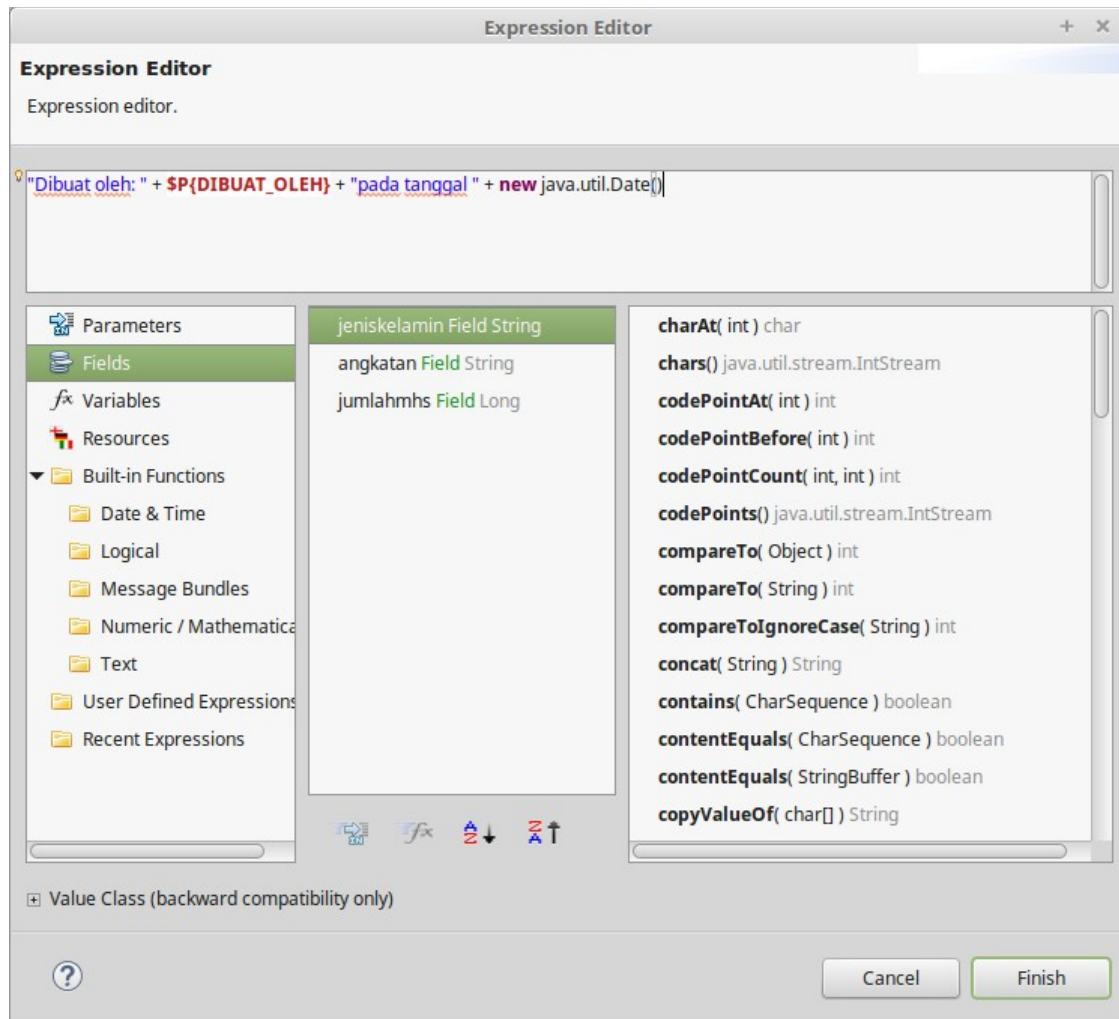 Expression Editor
Expression Editor
Expression editor.
"Dibuat oleh: " + $P{DIBUAT_OLEH} + "pada tanggal " + new java.util.Date()
Parameters
Fields
fx Variables
Resources
Built-in Functions
Date & Time
Logical
Message Bundles
Numeric / Mathematica
Text
User Defined Expressions
Recent Expressions
jeniskelamin Field String
angkatan Field String
jumlahmhs Field Long
fx
charAt( int ) char
chars() java.util.stream.IntStream
codePointAt( int ) int
codePointBefore( int ) int
codePointCount( int, int ) int
codePoints() java.util.stream.IntStream
compareTo( Object ) int
compareTo( String ) int
compareToIgnoreCase( String ) int
concat( String ) String
contains( CharSequence ) boolean
contentEquals( CharSequence ) boolean
contentEquals( StringBuffer ) boolean
copyValueOf( char[] ) String
Value Class (backward compatibility only)
Cancel
Finish